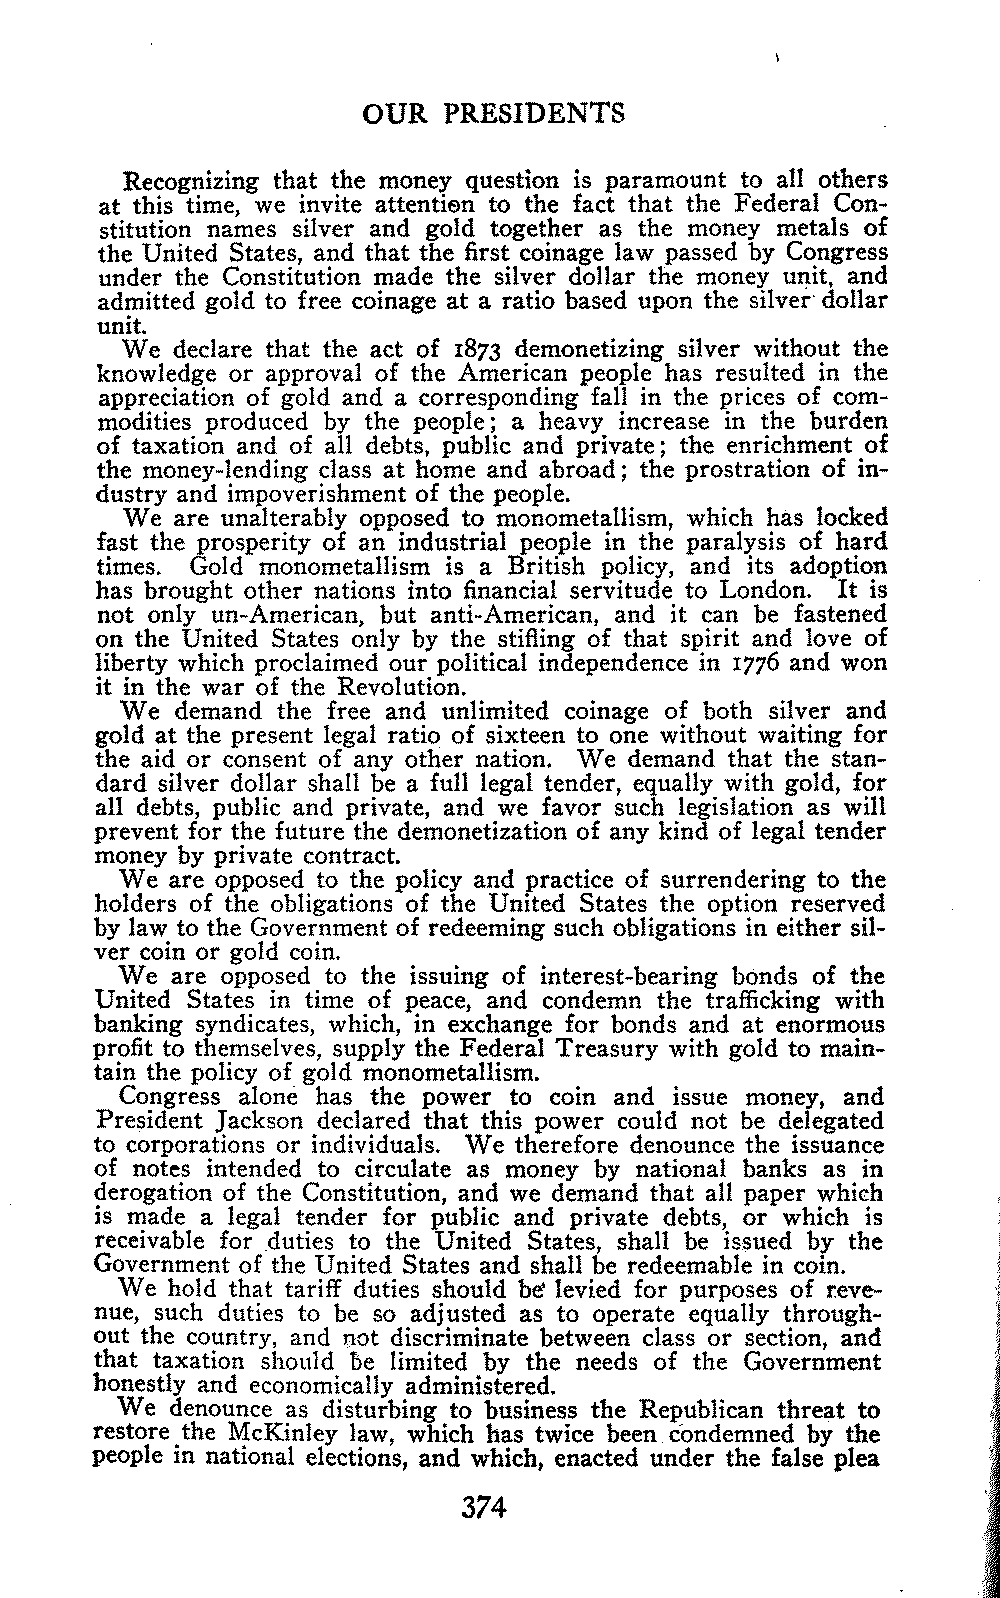 OUR PRESIDENTS
Recognizing that the money question is paramount to all others
at this time, we invite attention to the fact that the Federal Con-
stitution names silver and gold together as the money metals of
the United States, and that the first coinage law passed by Congress
under the Constitution made the silver dollar the money unit, and
admitted gold to free coinage at a ratio based upon the silver dollar
unit.
We declare that the act of 1873 demonetizing silver without the
knowledge or approval of the American people has resulted in the
appreciation of gold and a corresponding fall in the prices of com-
modities produced by the people; a heavy increase in the burden
of taxation and of all debts, public and private; the enrichment of
the money-lending class at home and abroad; the prostration of in-
dustry and impoverishment of the people.
We are unalterably opposed to monometallism, which has locked
fast the prosperity of an industrial people in the paralysis of hard
times. Gold monometallism is a British policy, and its adoption
has brought other nations into financial servitude to London. It is
not only un-American, but anti-American, and it can be fastened
on the United States only by the stifling of that spirit and love of
liberty which proclaimed our political independence in 1776 and won
it in the war of the Revolution.
We demand the free and unlimited coinage of both silver and
gold at the present legal ratio of sixteen to one without waiting for
the aid or consent of any other nation. We demand that the stan-
dard silver dollar shall be a full legal tender, equally with gold, for
all debts, public and private, and we favor such legislation as will
prevent for the future the demonetization of any kind of legal tender
money by private contract.
We are opposed to the policy and practice of surrendering to the
holders of the obligations of the United States the option reserved
by law to the Government of redeeming such obligations in either sil-
ver coin or gold coin.
We are opposed to the issuing of interest-bearing bonds of the
United States in time of peace, and condemn the trafficking with
banking syndicates, which, in exchange for bonds and at enormous
profit to themselves, supply the Federal Treasury with gold to main-
tain the policy of gold monometallism.
Congress alone has the power to coin and issue money, and
President Jackson declared that this power could not be delegated
to corporations or individuals. We therefore denounce the issuance
of notes intended to circulate as money by national banks as in
derogation of the Constitution, and we demand that all paper which
is made a legal tender for public and private debts, or which is
receivable for duties to the United States, shall be issued by the
Government of the United States and shall be redeemable in coin.
We hold that tariff duties should be levied for purposes of reve-
nue, such duties to be so adjusted as to operate equally through-
out the country, and not discriminate between class or section, and
that taxation should be limited by the needs of the Government
honestly and economically administered.
We denounce as disturbing to business the Republican threat to
restore the McKinley law, which has twice been condemned by the
people in national elections, and which, enacted under the false plea
374